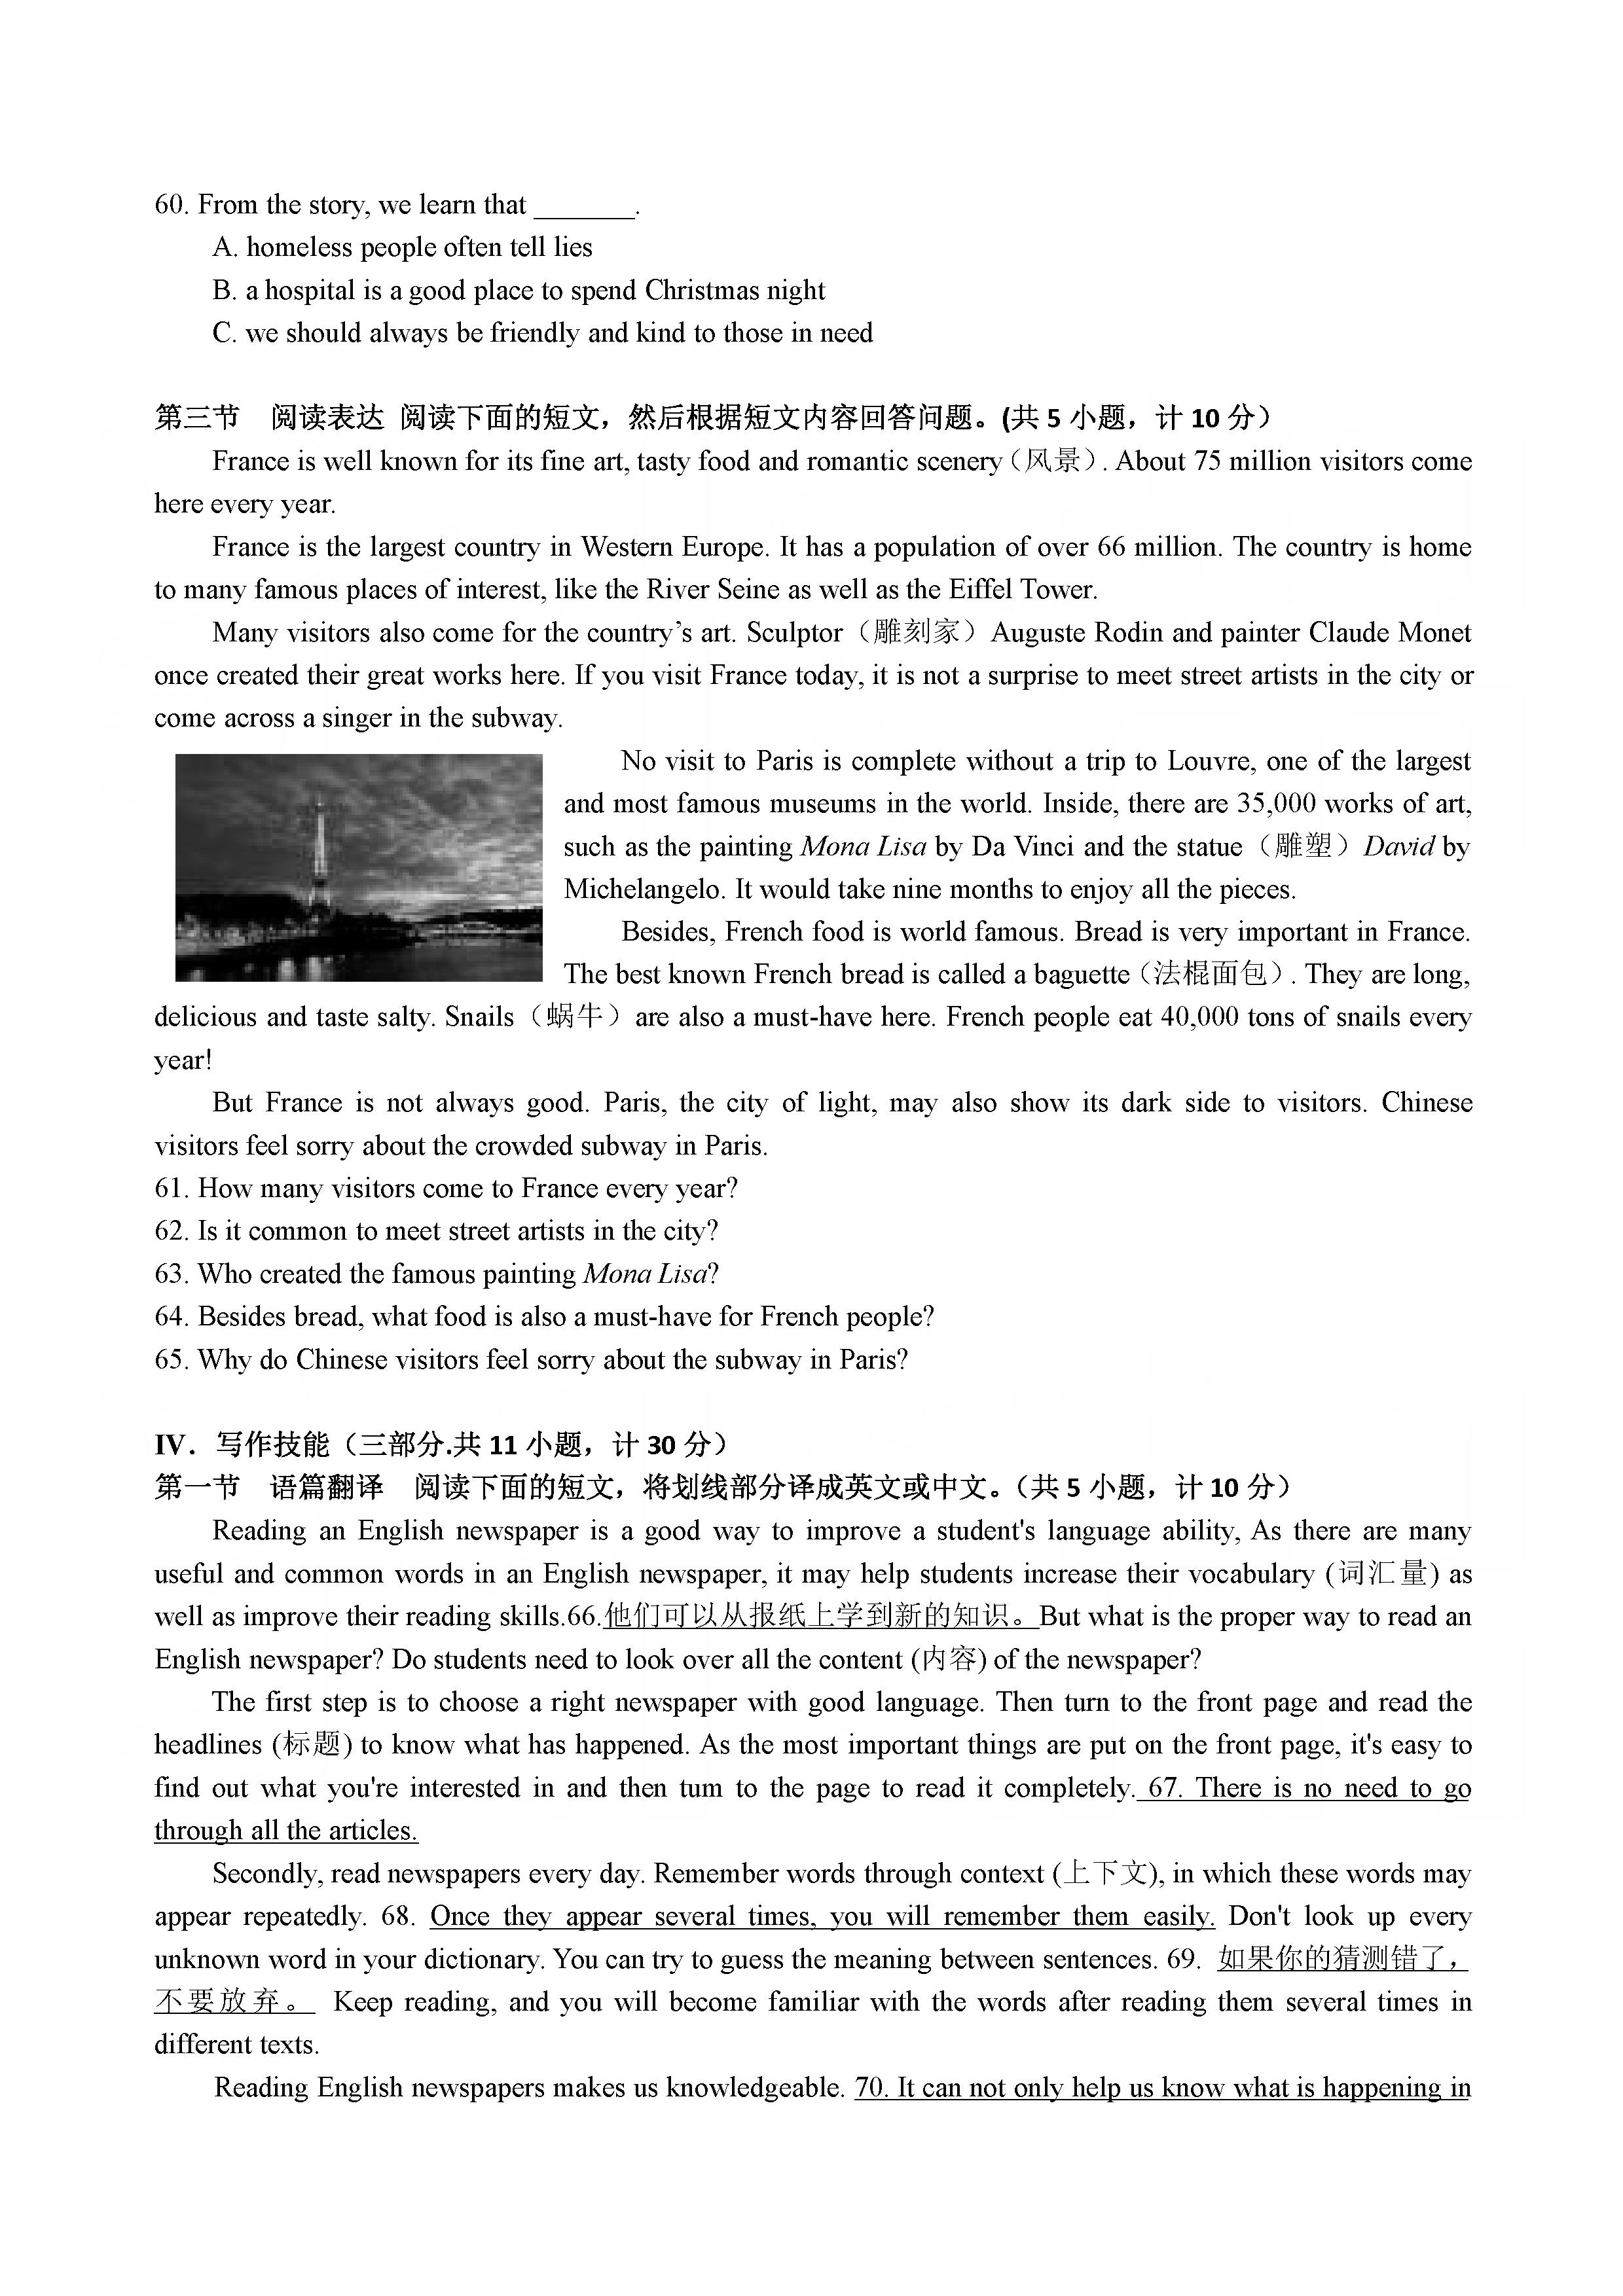 60. From the story, we learn that _______.
A. homeless people often tell lies
B. a hospital is a good place to spend Christmas night
C. we should always be friendly and kind to those in need
第三节 阅读表达 阅读下面的短文，然后根据短文内容回答问题。(共 5 小题，计 10 分）
France is well known for its fine art, tasty food and romantic scenery（风景）. About 75 million visitors come
here every year.
France is the largest country in Western Europe. It has a population of over 66 million. The country is home
to many famous places of interest, like the River Seine as well as the Eiffel Tower.
Many visitors also come for the country’s art. Sculptor（雕刻家）Auguste Rodin and painter Claude Monet
once created their great works here. If you visit France today, it is not a surprise to meet street artists in the city or
come across a singer in the subway.
No visit to Paris is complete without a trip to Louvre, one of the largest
and most famous museums in the world. Inside, there are 35,000 works of art,
such as the painting Mona Lisa by Da Vinci and the statue（雕塑）David by
Michelangelo. It would take nine months to enjoy all the pieces.
Besides, French food is world famous. Bread is very important in France.
The best known French bread is called a baguette（法棍面包）. They are long,
delicious and taste salty. Snails（蜗牛）are also a must-have here. French people eat 40,000 tons of snails every
year!
But France is not always good. Paris, the city of light, may also show its dark side to visitors. Chinese
visitors feel sorry about the crowded subway in Paris.
61. How many visitors come to France every year?
62. Is it common to meet street artists in the city?
63. Who created the famous painting Mona Lisa?
64. Besides bread, what food is also a must-have for French people?
65. Why do Chinese visitors feel sorry about the subway in Paris?
IV．写作技能（三部分.共 11 小题，计 30 分）
第一节 语篇翻译 阅读下面的短文，将划线部分译成英文或中文。（共 5 小题，计 10 分）
Reading an English newspaper is a good way to improve a student's language ability, As there are many
useful and common words in an English newspaper, it may help students increase their vocabulary (词汇量) as
well as improve their reading skills.66.他们可以从报纸上学到新的知识。But what is the proper way to read an
English newspaper? Do students need to look over all the content (内容) of the newspaper?
The first step is to choose a right newspaper with good language. Then turn to the front page and read the
headlines (标题) to know what has happened. As the most important things are put on the front page, it's easy to
find out what you're interested in and then tum to the page to read it completely. 67. There is no need to go
through all the articles.
Secondly, read newspapers every day. Remember words through context (上下文), in which these words may
appear repeatedly. 68. Once they appear several times, you will remember them easily. Don't look up every
unknown word in your dictionary. You can try to guess the meaning between sentences. 69. 如果你的猜测错了，
不要放弃。 Keep reading, and you will become familiar with the words after reading them several times in
different texts.
Reading English newspapers makes us knowledgeable. 70. It can not only help us know what is happening in